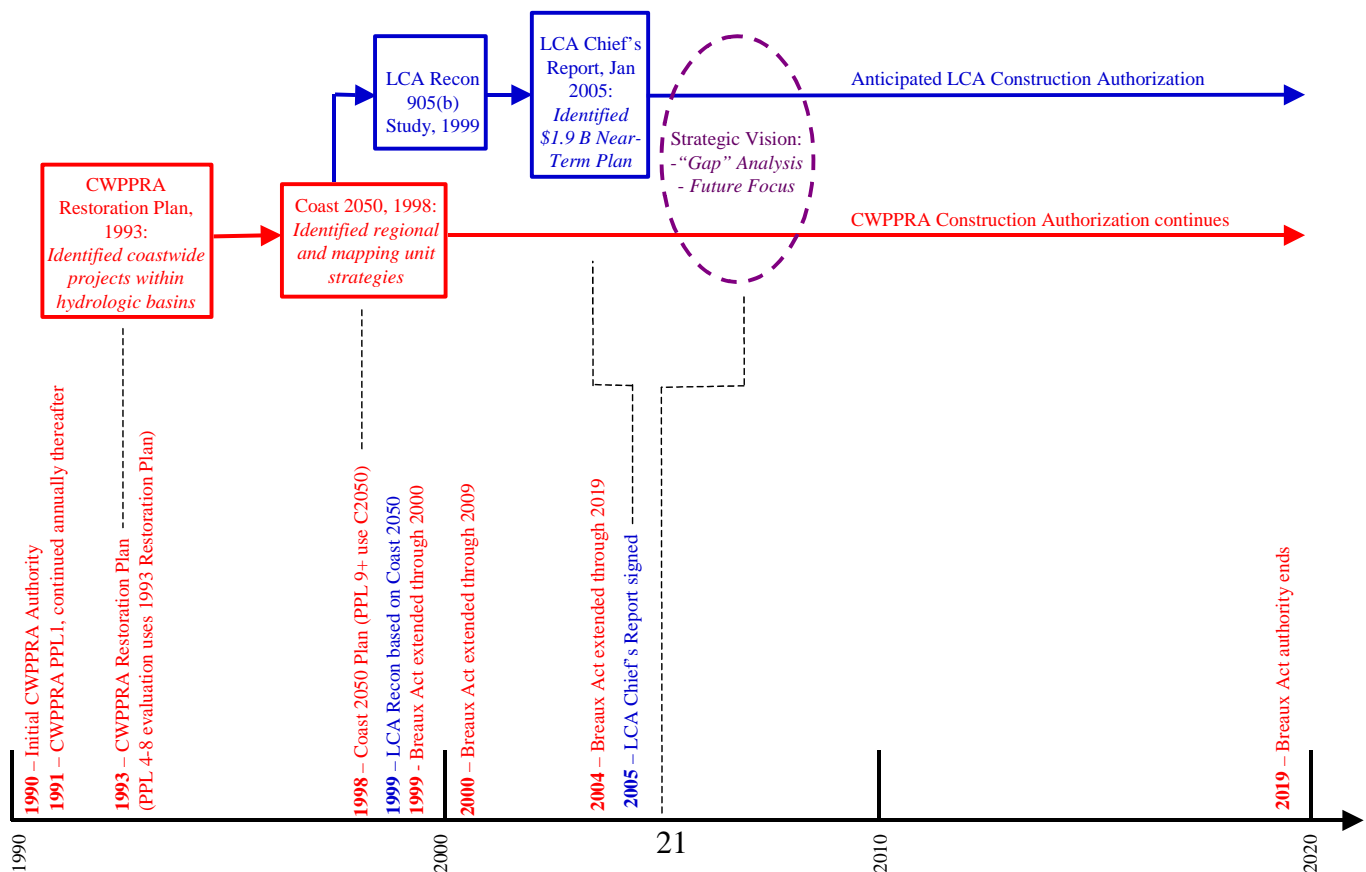 LCA Recon
905(b)
Study, 1999
LCA Chief’s
Report, Jan
2005:
Identified
$1.9 B Near-
Term Plan
Anticipated LCA Construction Authorization
Strategic Vision:
-“Gap” Analysis
- Future Focus
CWPPRA
Restoration Plan,
1993:
Identified coastwide
projects within
hydrologic basins
Coast 2050, 1998:
Identified regional
and mapping unit
strategies
CWPPRA Construction Authorization continues
1990 – Initial CWPPRA Authority
1991 – CWPPRA PPL1, continued annually thereafter
1993 – CWPPRA Restoration Plan
(PPL 4-8 evaluation uses 1993 Restoration Plan)
1998 – Coast 2050 Plan (PPL 9+ use C2050)
1999 – LCA Recon based on Coast 2050
1999 - Breaux Act extended through 2000
2000 – Breaux Act extended through 2009
2004 – Breaux Act extended through 2019
2005 – LCA Chief’s Report signed
2019 – Breaux Act authority ends
1990
2000
21
2010
2020